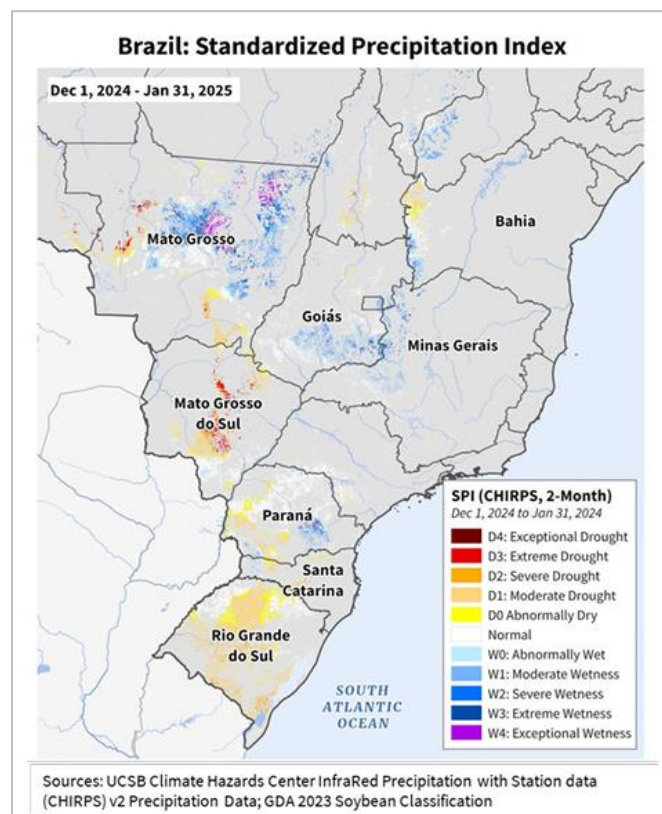 Brazil: Standardized Precipitation Index
Dec 1, 2024 - Jan 31, 2025
Bahia
Mato Grosso
Goiás
Minas Gerais
Mato Grosso
do Sul
Paraná
Santa
Catarina
Rio Grande
do Sul
SOUTH
ATLANTIC
OCEAN
SPI (CHIRPS, 2-Month)
Dec 1, 2024 to Jan 31, 2024
D4: Exceptional Drought
D3: Extreme Drought
D2: Severe Drought
D1: Moderate Drought
D0 Abnormally Dry
Normal
W0: Abnormally Wet
W1: Moderate Wetness
W2: Severe Wetness
W3: Extreme Wetness
W4: Exceptional Wetness
Sources: UCSB Climate Hazards Center InfraRed Precipitation with Station data
(CHIRPS) v2 Precipitation Data; GDA 2023 Soybean Classification